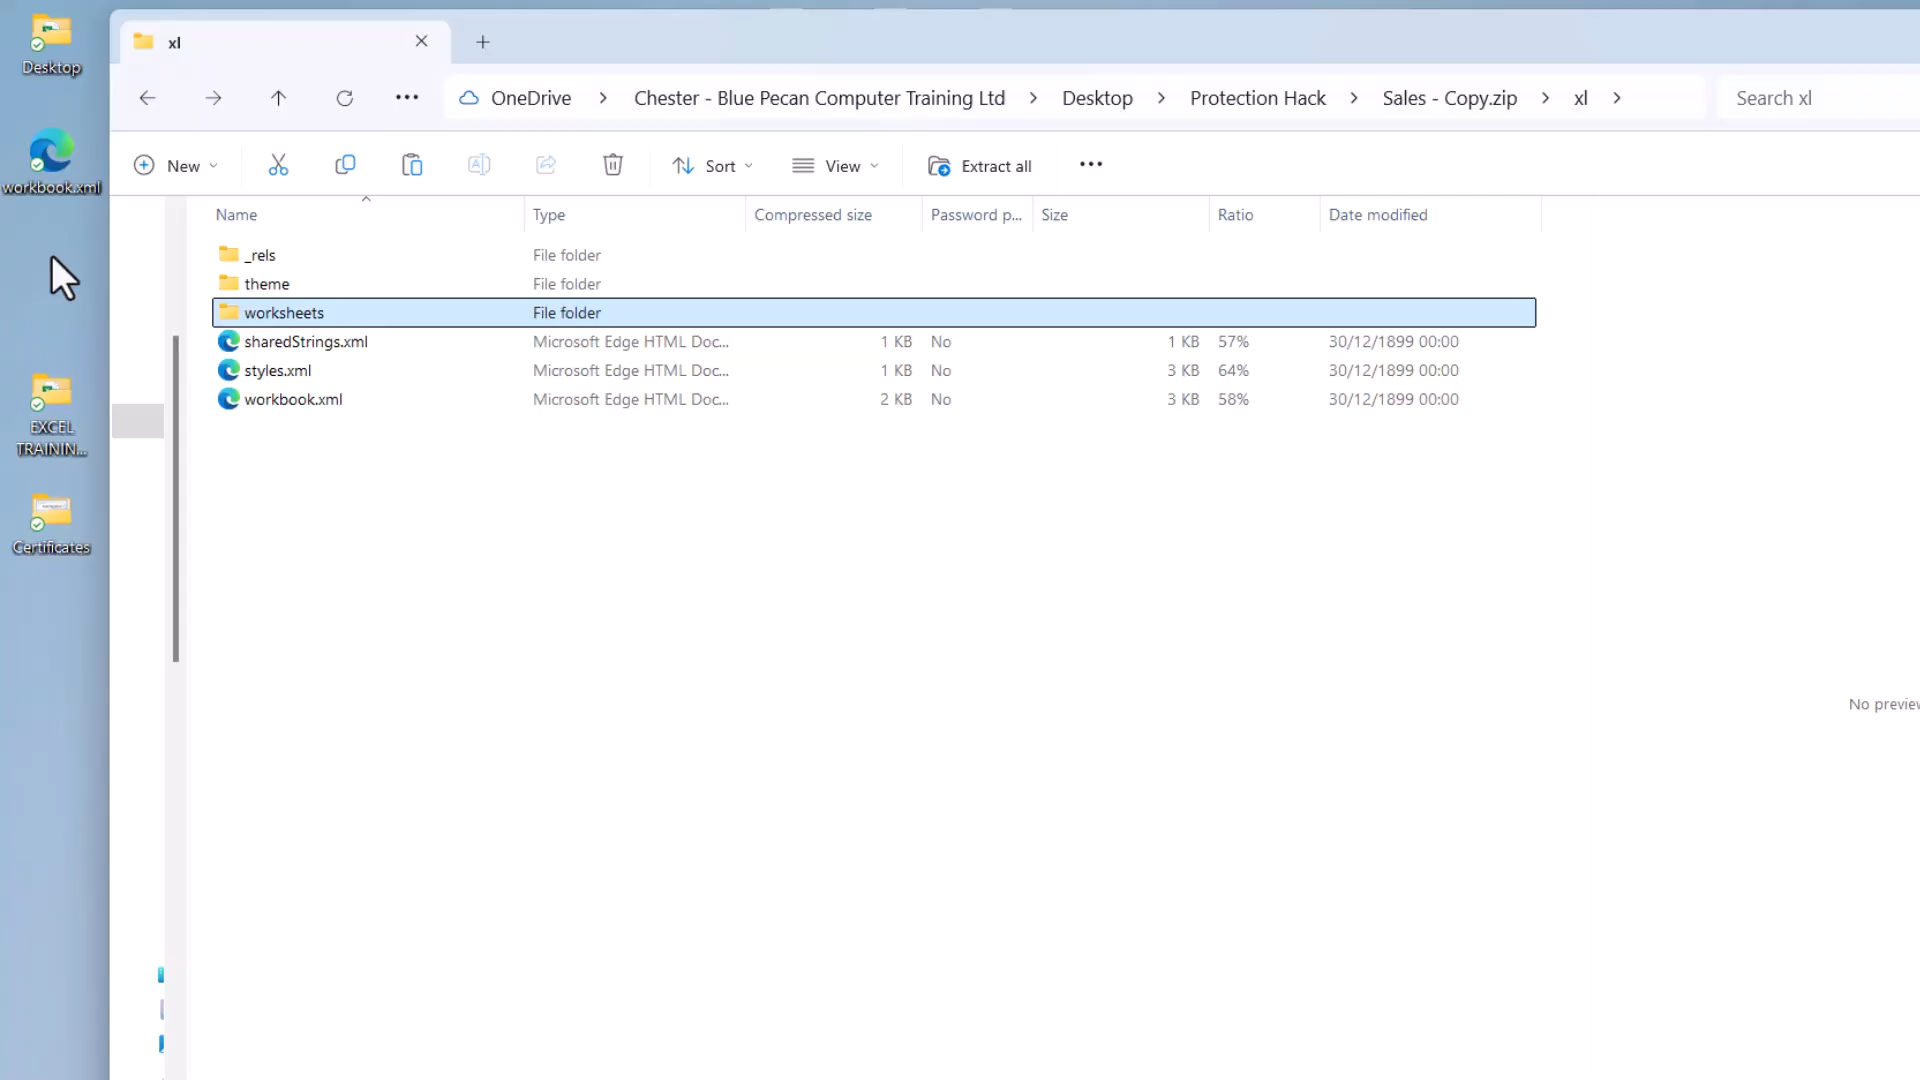 Desktop
workbook.xml
EXCEL
TRAININ...
Certificates
xl
OneDrive > Chester - Blue Pecan Computer Training Ltd > Desktop > Protection Hack > Sales - Copy.zip > xl >
Search xl
New
Sort
View
Extract all
Name Type Compressed size Password p... Size Ratio Date modified
_rels File folder
theme File folder
worksheets File folder
sharedStrings.xml Microsoft Edge HTML Doc... 1 KB No 1 KB 57% 30/12/1899 00:00
styles.xml Microsoft Edge HTML Doc... 1 KB No 3 KB 64% 30/12/1899 00:00
workbook.xml Microsoft Edge HTML Doc... 2 KB No 3 KB 58% 30/12/1899 00:00
No preview